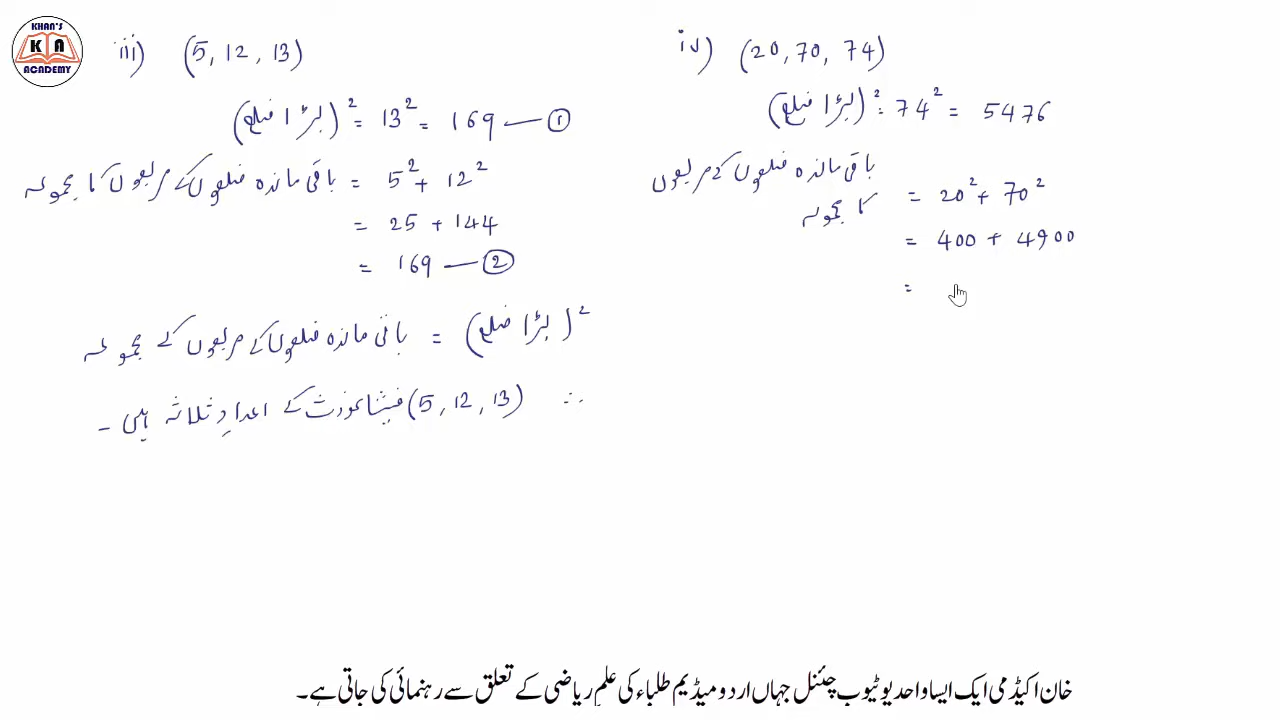 KHAN'S
K A
ACADEMY
iii) (5, 12, 13)
(بڑا ضلع)² = 13² = 169 — ①
باقی ماندہ ضلعوں کے مربعوں کا مجموعہ = 5² + 12²
= 25 + 144
= 169 — ②
(بڑا ضلع)² = باقی ماندہ ضلعوں کے مربعوں کے مجموعہ
∴ (5, 12, 13) فیثاغورث کے اعدادِ ثلاثہ ہیں -
iv) (20, 70, 74)
(بڑا ضلع)² = 74² = 5476
باقی ماندہ ضلعوں کے مربعوں
کا مجموعہ = 20² + 70²
= 400 + 4900
=
خان اکیڈمی ایک ایسا واحد یوٹیوب چئنل جہاں اردو میڈیم طلباء کی علم ریاضی کے تعلق سے رہنمائی کی جاتی ہے۔